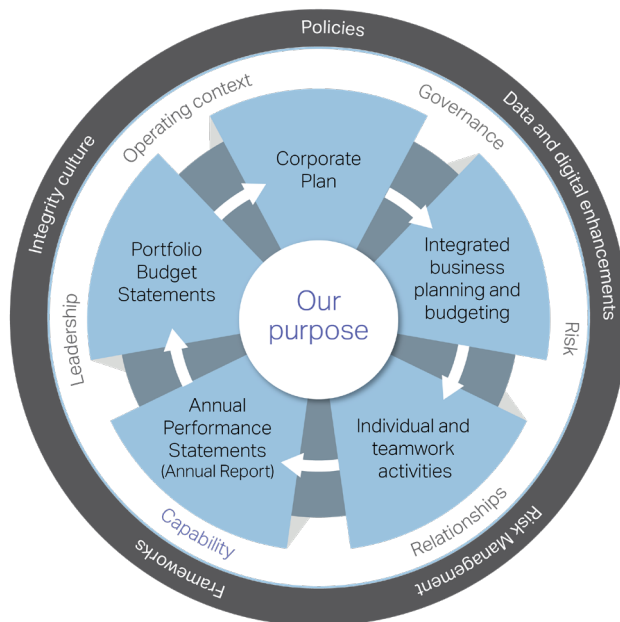 Policies
Data and digital enhancements
Risk Management
Frameworks
Integrity culture
Operating context
Governance
Risk
Relationships
Capability
Leadership
Corporate
Plan
Integrated
business
planning and
budgeting
Individual and
teamwork
activities
Annual
Performance
Statements
(Annual Report)
Portfolio
Budget
Statements
Our
purpose